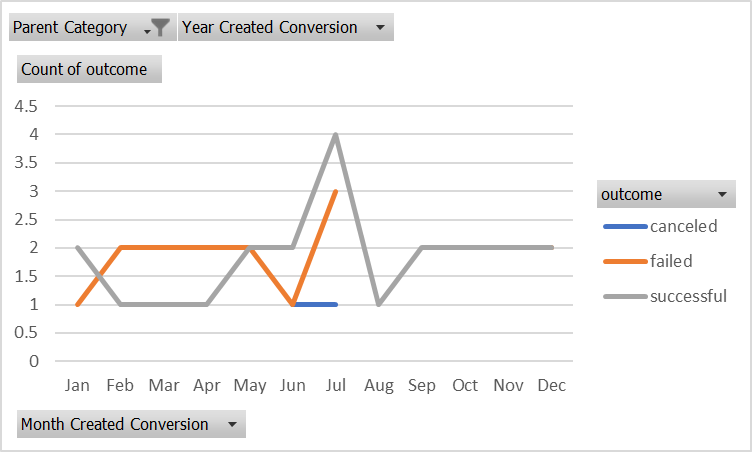 Parent Category Year Created Conversion
Count of outcome
4.5
4
3.5
3
2.5
2
1.5
1
0.5
0
Jan Feb Mar Apr May Jun Jul Aug Sep Oct Nov Dec
outcome
canceled
failed
successful
Month Created Conversion